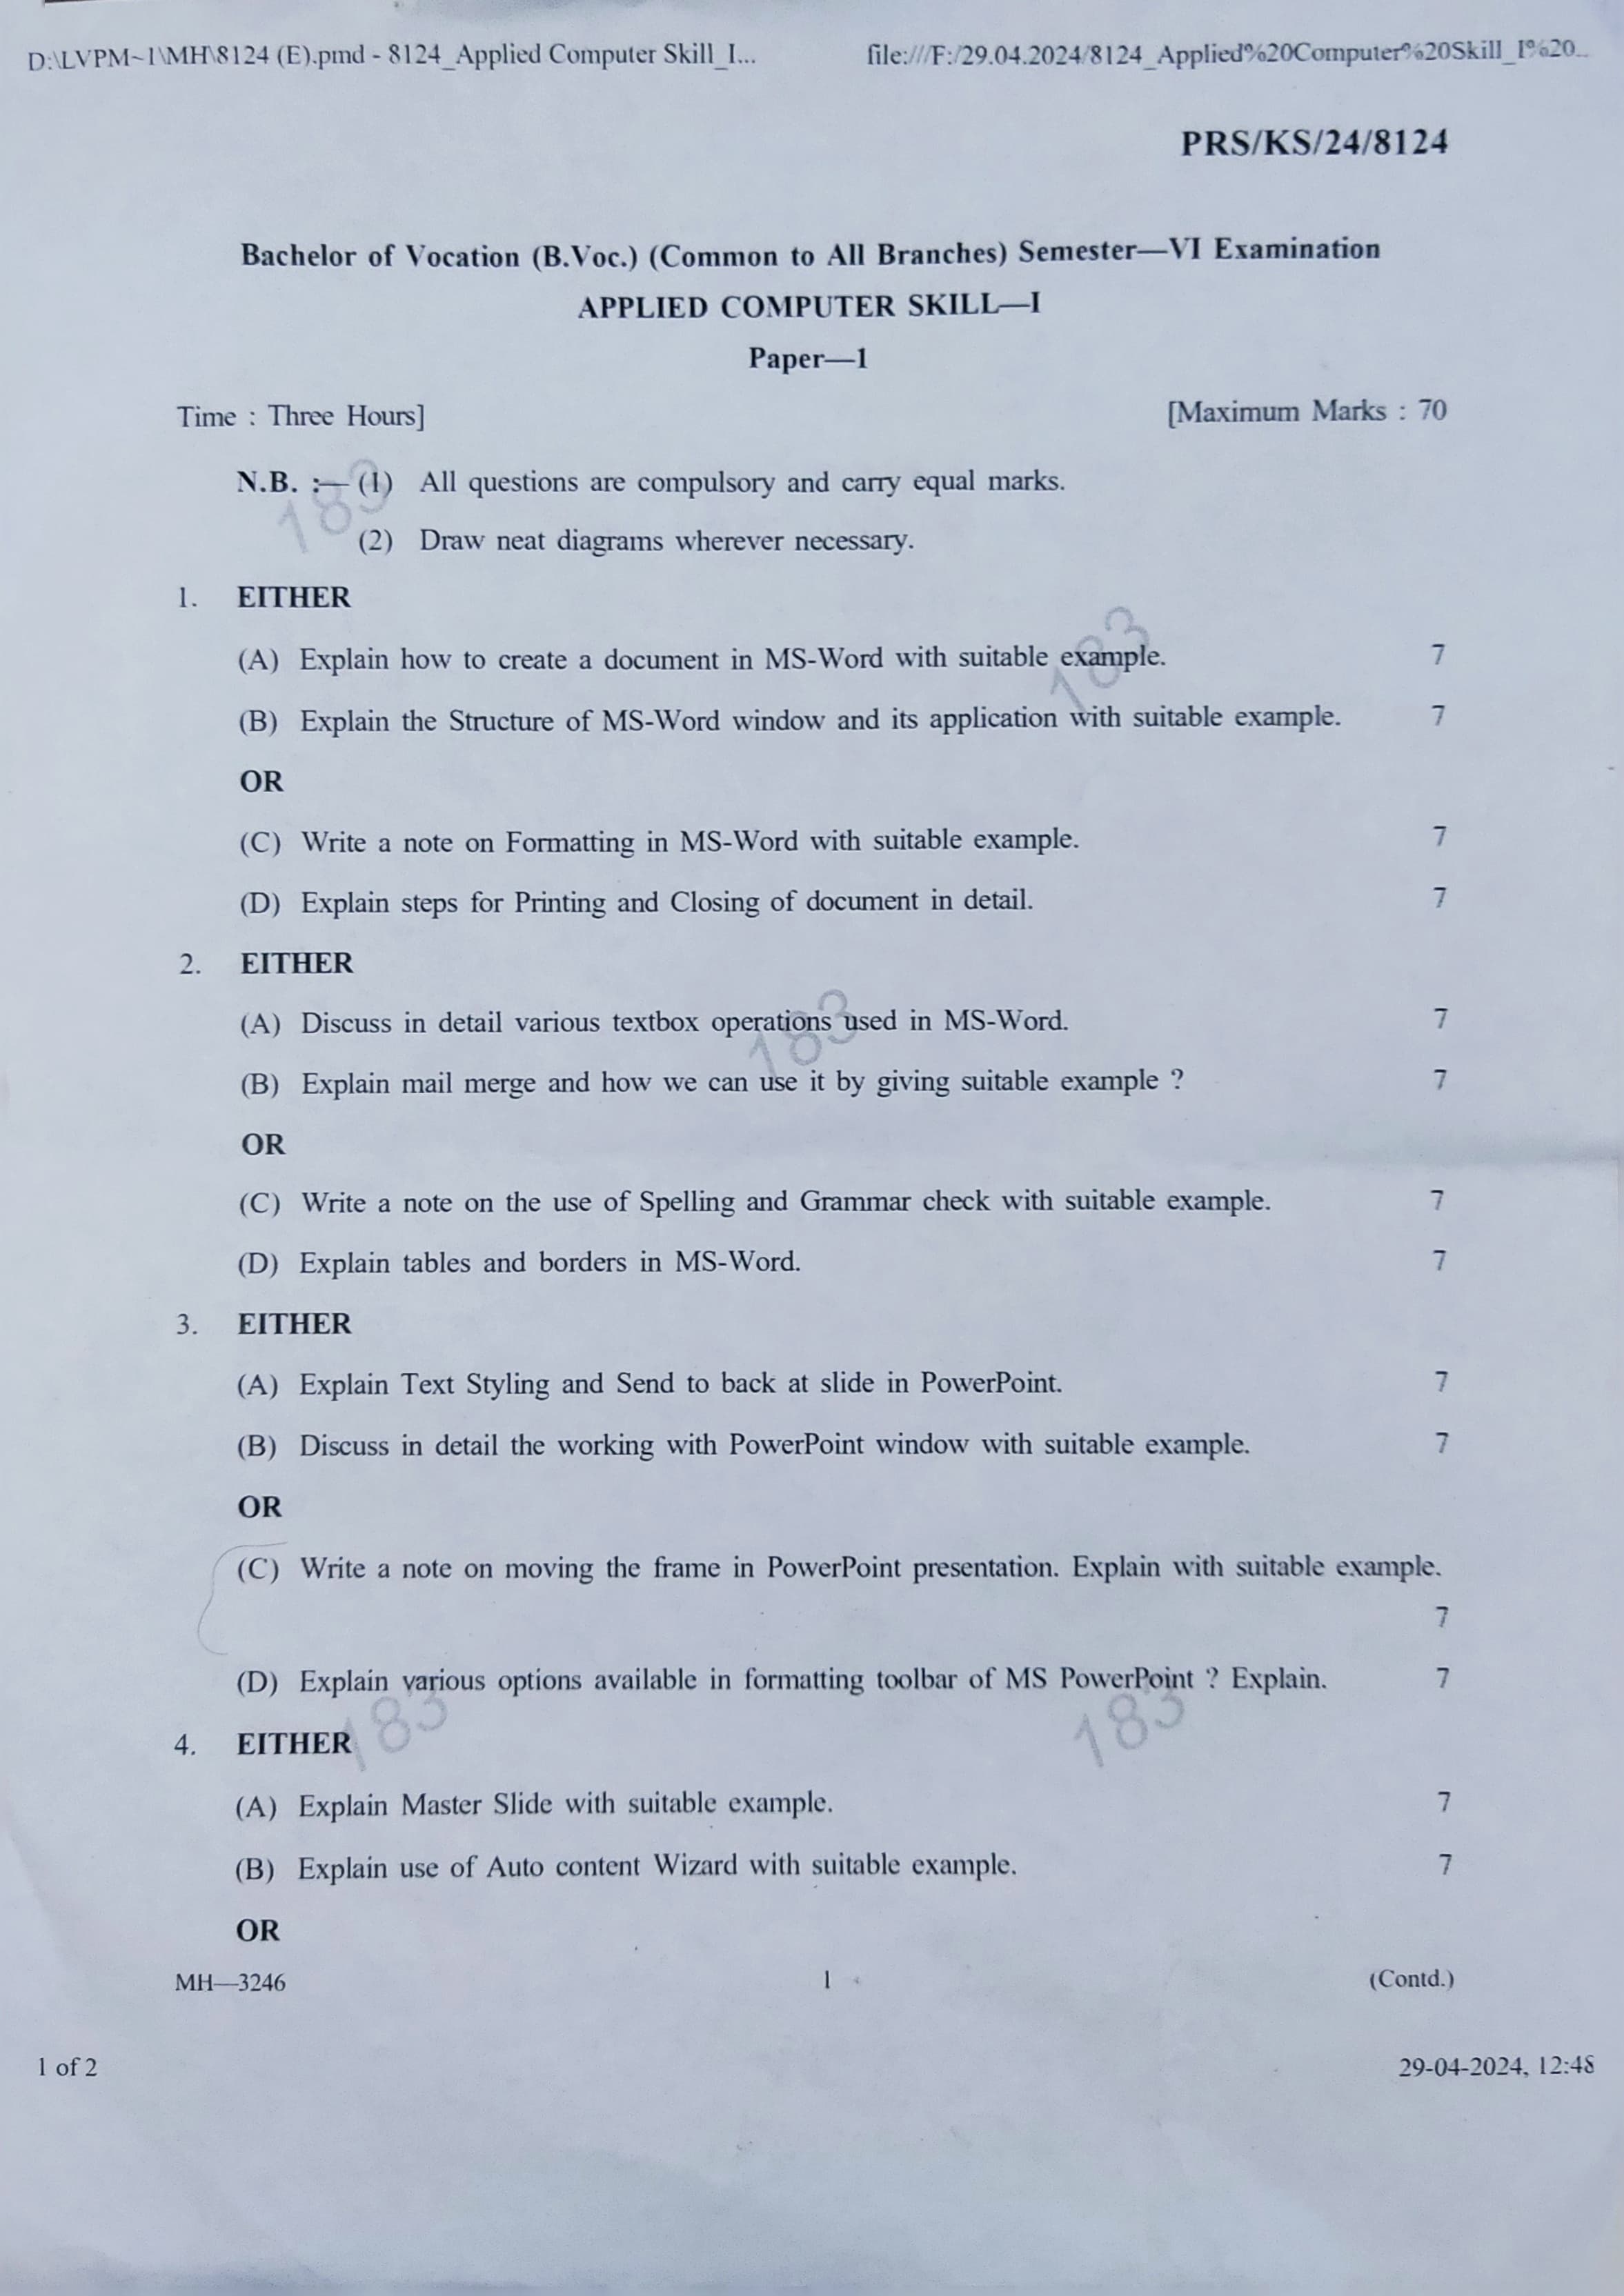 D:\LVPM~1\MH\8124 (E).pmd - 8124_Applied Computer Skill_I... file:///F:/29.04.2024/8124_Applied%20Computer%20Skill_I%20...
PRS/KS/24/8124
Bachelor of Vocation (B.Voc.) (Common to All Branches) Semester—VI Examination
APPLIED COMPUTER SKILL—I
Paper—1
Time : Three Hours] [Maximum Marks : 70
N.B. :— (1) All questions are compulsory and carry equal marks.
183
(2) Draw neat diagrams wherever necessary.
1. EITHER
183
(A) Explain how to create a document in MS-Word with suitable example. 7
(B) Explain the Structure of MS-Word window and its application with suitable example. 7
OR
(C) Write a note on Formatting in MS-Word with suitable example. 7
(D) Explain steps for Printing and Closing of document in detail. 7
2. EITHER
(A) Discuss in detail various textbox operations used in MS-Word. 7
183
(B) Explain mail merge and how we can use it by giving suitable example ? 7
OR
(C) Write a note on the use of Spelling and Grammar check with suitable example. 7
(D) Explain tables and borders in MS-Word. 7
3. EITHER
(A) Explain Text Styling and Send to back at slide in PowerPoint. 7
(B) Discuss in detail the working with PowerPoint window with suitable example. 7
OR
(C) Write a note on moving the frame in PowerPoint presentation. Explain with suitable example.
7
(D) Explain various options available in formatting toolbar of MS PowerPoint ? Explain. 7
183 183
4. EITHER
(A) Explain Master Slide with suitable example. 7
(B) Explain use of Auto content Wizard with suitable example. 7
OR
MH—3246 1 (Contd.)
1 of 2 29-04-2024, 12:48